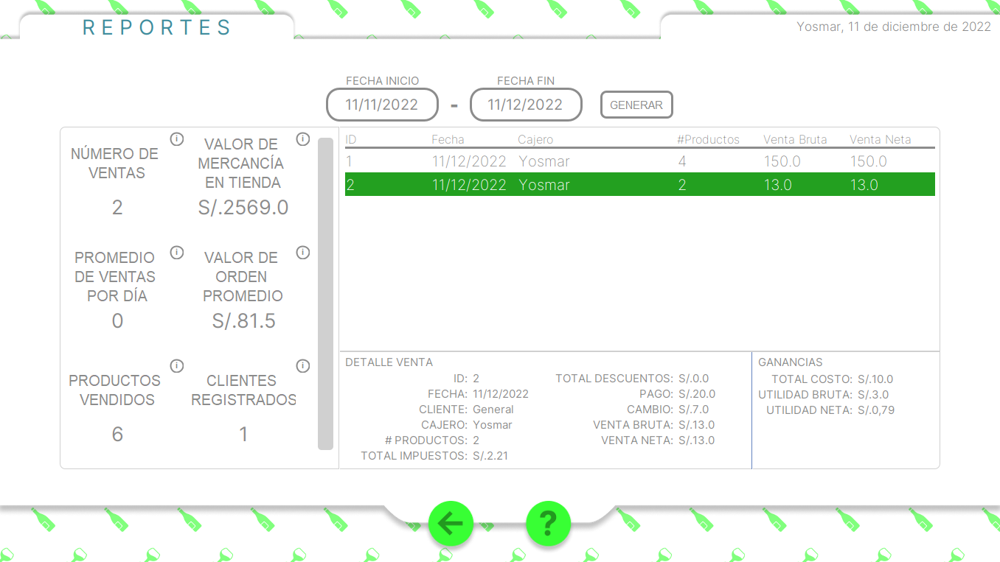 REPORTES
Yosmar, 11 de diciembre de 2022
FECHA INICIO
FECHA FIN
11/11/2022
-
11/12/2022
GENERAR
NÚMERO DE
VENTAS
2
VALOR DE
MERCANCÍA
EN TIENDA
S/.2569.0
PROMEDIO
DE VENTAS
POR DÍA
0
VALOR DE
ORDEN
PROMEDIO
S/.81.5
PRODUCTOS
VENDIDOS
6
CLIENTES
REGISTRADOS
1
ID Fecha Cajero #Productos Venta Bruta Venta Neta
1 11/12/2022 Yosmar 4 150.0 150.0
2 11/12/2022 Yosmar 2 13.0 13.0
DETALLE VENTA
ID: 2
FECHA: 11/12/2022
CLIENTE: General
CAJERO: Yosmar
# PRODUCTOS: 2
TOTAL IMPUESTOS: S/.2.21
TOTAL DESCUENTOS: S/.0.0
PAGO: S/.20.0
CAMBIO: S/.7.0
VENTA BRUTA: S/.13.0
VENTA NETA: S/.13.0
GANANCIAS
TOTAL COSTO: S/.10.0
UTILIDAD BRUTA: S/.3.0
UTILIDAD NETA: S/.0,79
?